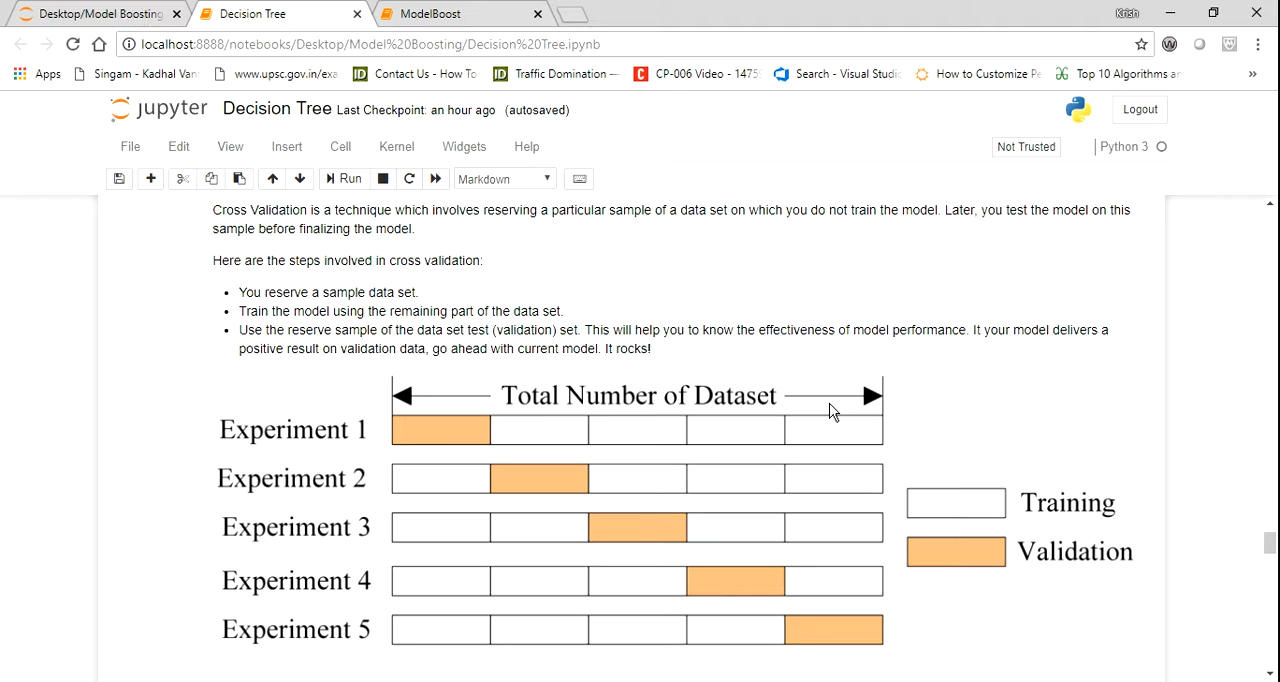 Desktop/Model Boosting
Decision Tree
ModelBoost
Krish
localhost:8888/notebooks/Desktop/Model%20Boosting/Decision%20Tree.ipynb
Apps
Singam - Kadhal Van
www.upsc.gov.in/exa
Contact Us - How To
Traffic Domination —
CP-006 Video - 1475
Search - Visual Studi
How to Customize Pe
Top 10 Algorithms a
»
jupyter
Decision Tree Last Checkpoint: an hour ago (autosaved)
Logout
File Edit View Insert Cell Kernel Widgets Help
Not Trusted
Python 3
Run
Markdown
Cross Validation is a technique which involves reserving a particular sample of a data set on which you do not train the model. Later, you test the model on this
sample before finalizing the model.
Here are the steps involved in cross validation:
• You reserve a sample data set.
• Train the model using the remaining part of the data set.
• Use the reserve sample of the data set test (validation) set. This will help you to know the effectiveness of model performance. It your model delivers a
positive result on validation data, go ahead with current model. It rocks!
Total Number of Dataset
Experiment 1
Experiment 2
Experiment 3
Experiment 4
Experiment 5
Training
Validation